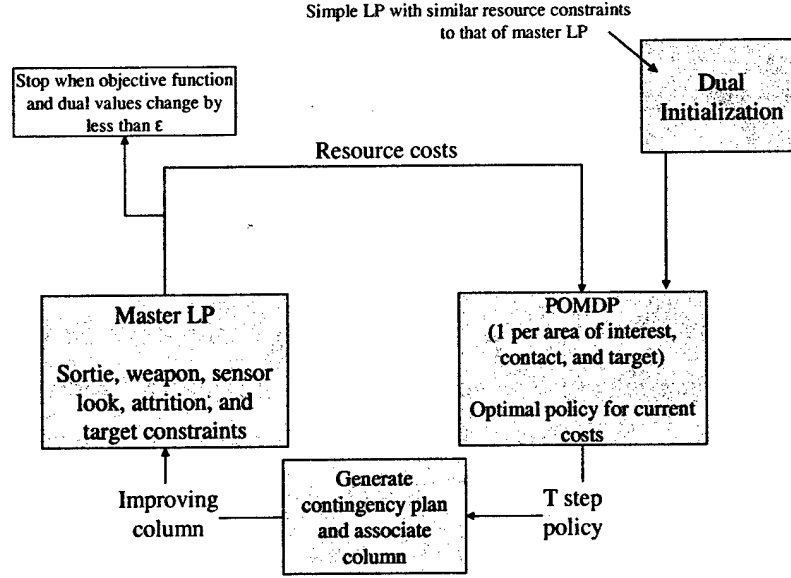 Simple LP with similar resource constraints
to that of master LP
Stop when objective function
and dual values change by
less than ε
Dual
Initialization
Resource costs
Master LP
Sortie, weapon, sensor
look, attrition, and
target constraints
POMDP
(1 per area of interest,
contact, and target)
Optimal policy for current
costs
Improving
column
Generate
contingency plan
and associate
column
T step
policy